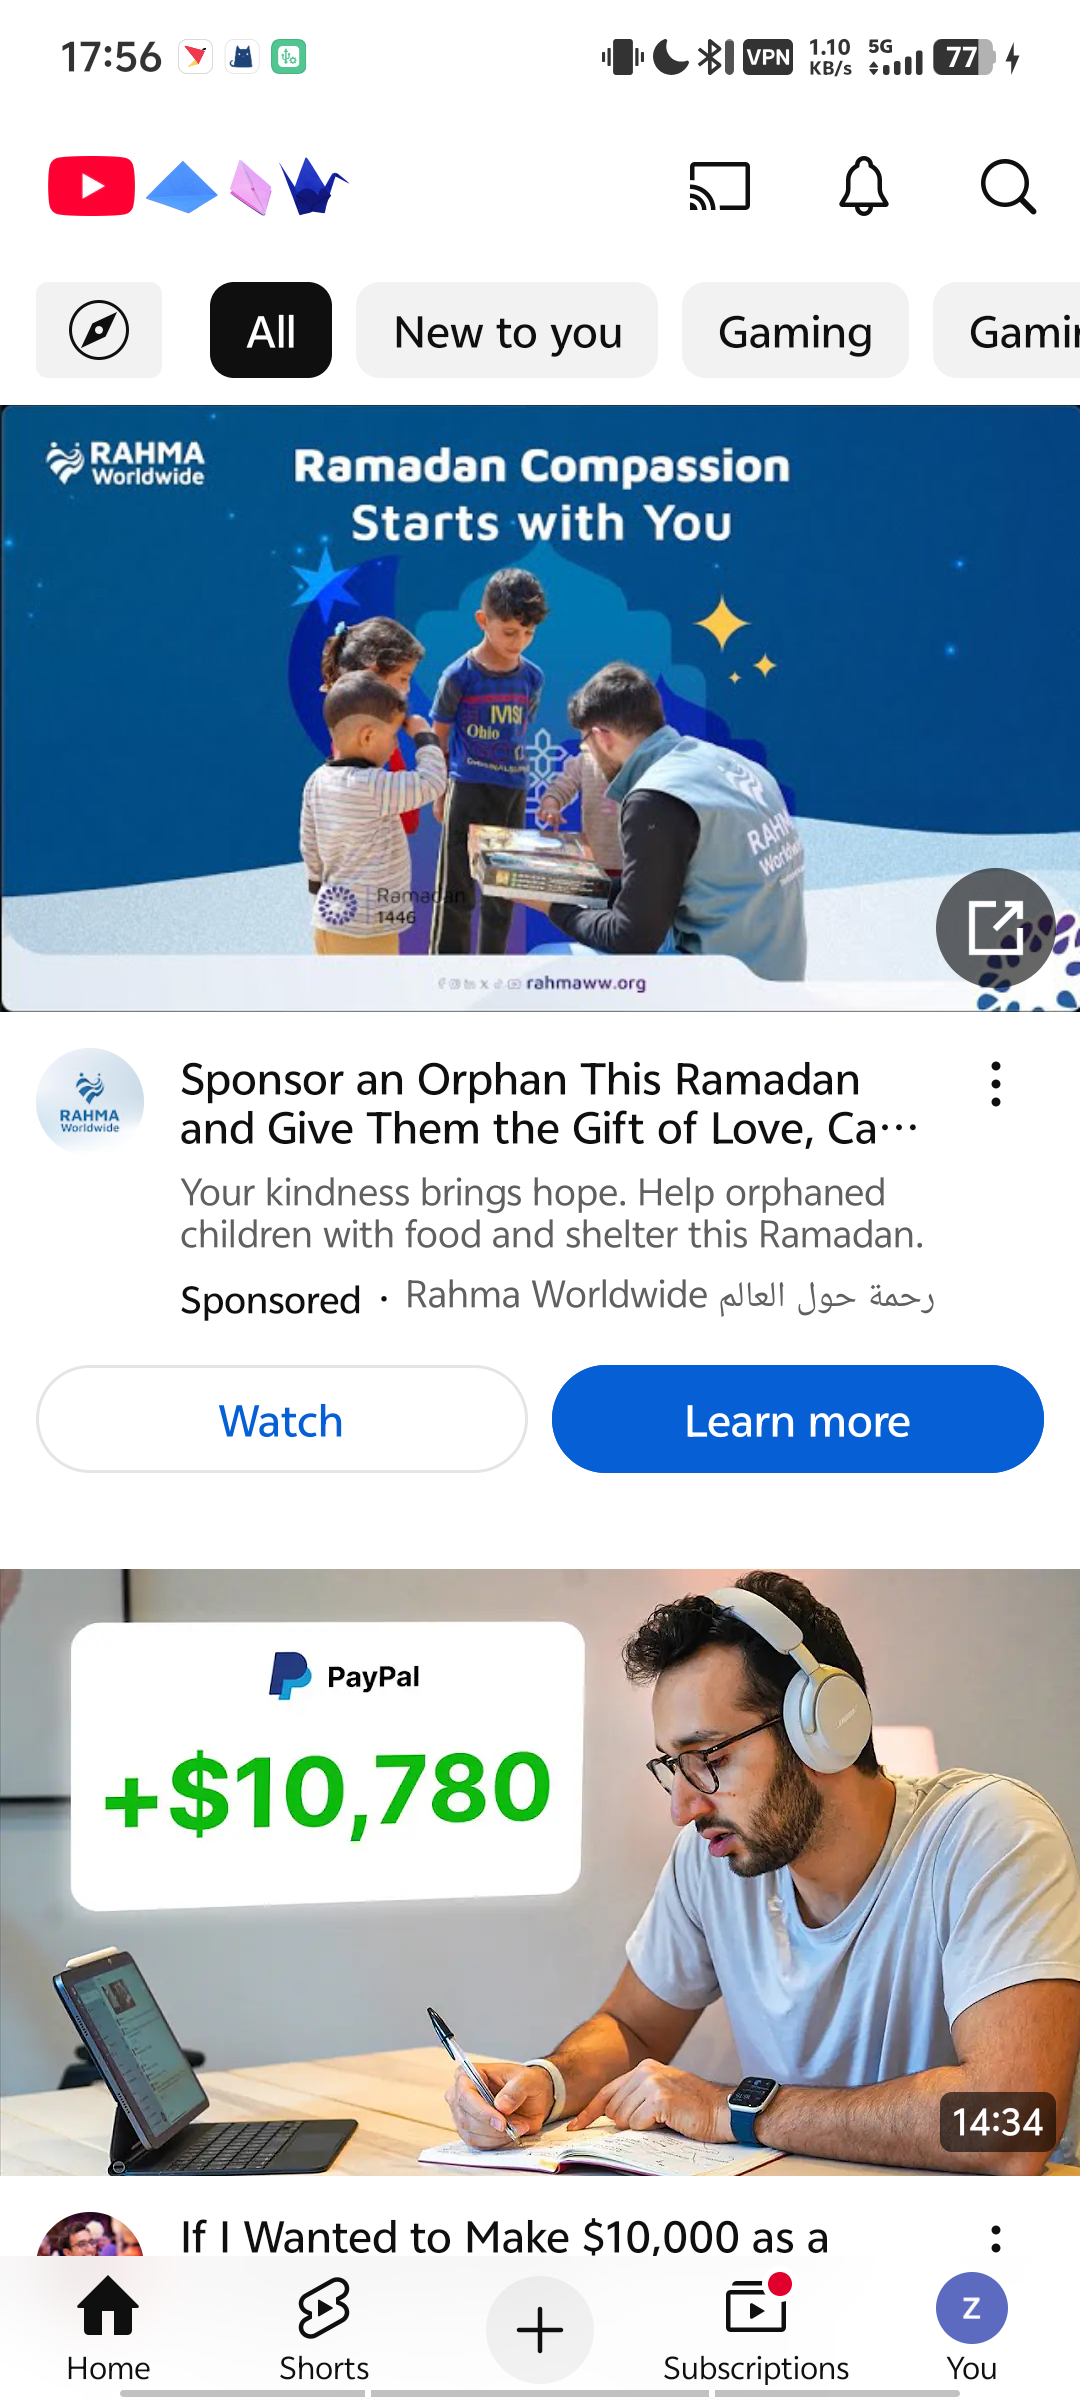 17:56
VPN
1.10
KB/s
5G
77
All
New to you
Gaming
Gamin
RAHMA
Worldwide
Ramadan Compassion
Starts with You
Ohio
RAHM
Ramadan
1446
rahmaww.org
RAHMA
Worldwide
Sponsor an Orphan This Ramadan
and Give Them the Gift of Love, Ca...
Your kindness brings hope. Help orphaned
children with food and shelter this Ramadan.
Sponsored · Rahma Worldwide رحمة حول العالم
Watch
Learn more
PayPal
+$10,780
14:34
If I Wanted to Make $10,000 as a
Home
Shorts
Subscriptions
Z
You